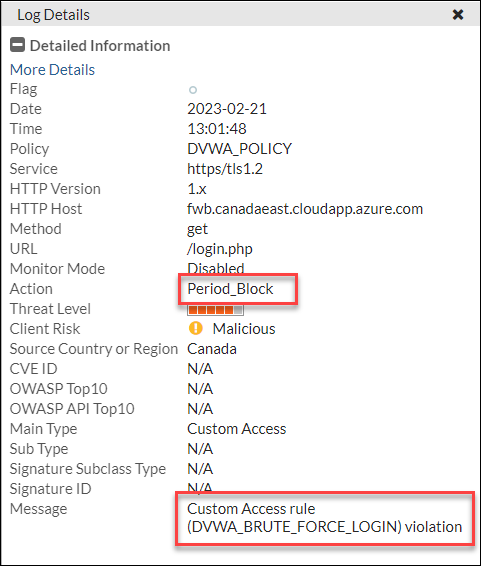 Log Details
Detailed Information
More Details
Flag
Date 2023-02-21
Time 13:01:48
Policy DVWA_POLICY
Service https/tls1.2
HTTP Version 1.x
HTTP Host fwb.canadaeast.cloudapp.azure.com
Method get
URL /login.php
Monitor Mode Disabled
Action Period_Block
Threat Level
Client Risk Malicious
Source Country or Region Canada
CVE ID N/A
OWASP Top10 N/A
OWASP API Top10 N/A
Main Type Custom Access
Sub Type N/A
Signature Subclass Type N/A
Signature ID N/A
Message Custom Access rule
(DVWA_BRUTE_FORCE_LOGIN) violation